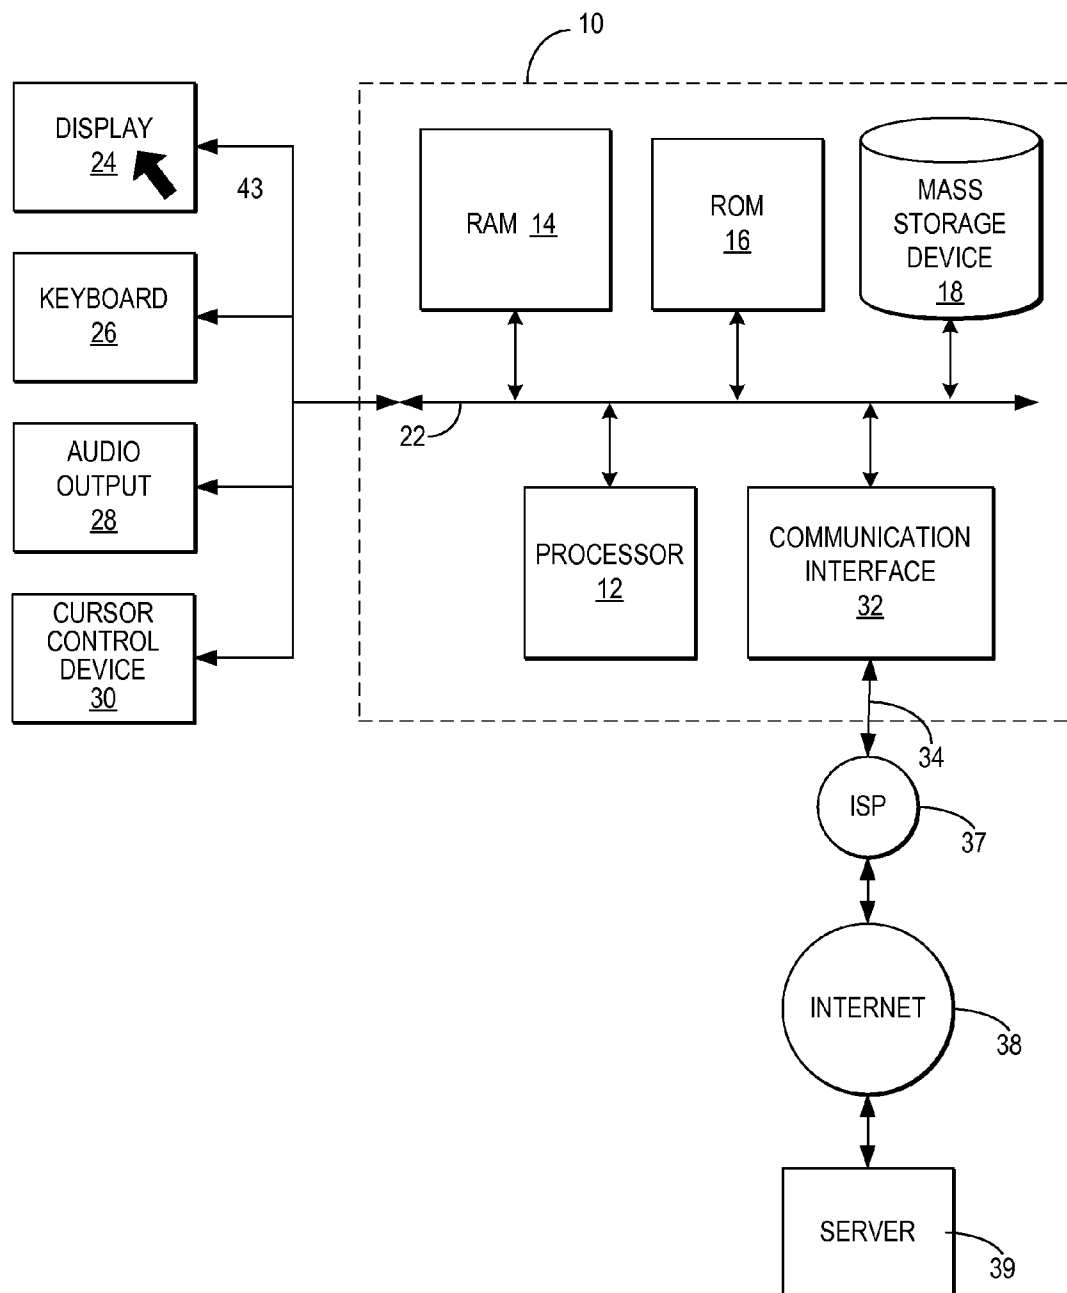 10
DISPLAY
24
43
KEYBOARD
26
AUDIO
OUTPUT
28
CURSOR
CONTROL
DEVICE
30
RAM 14
ROM
16
MASS
STORAGE
DEVICE
18
22
PROCESSOR
12
COMMUNICATION
INTERFACE
32
34
ISP
37
INTERNET
38
SERVER
39